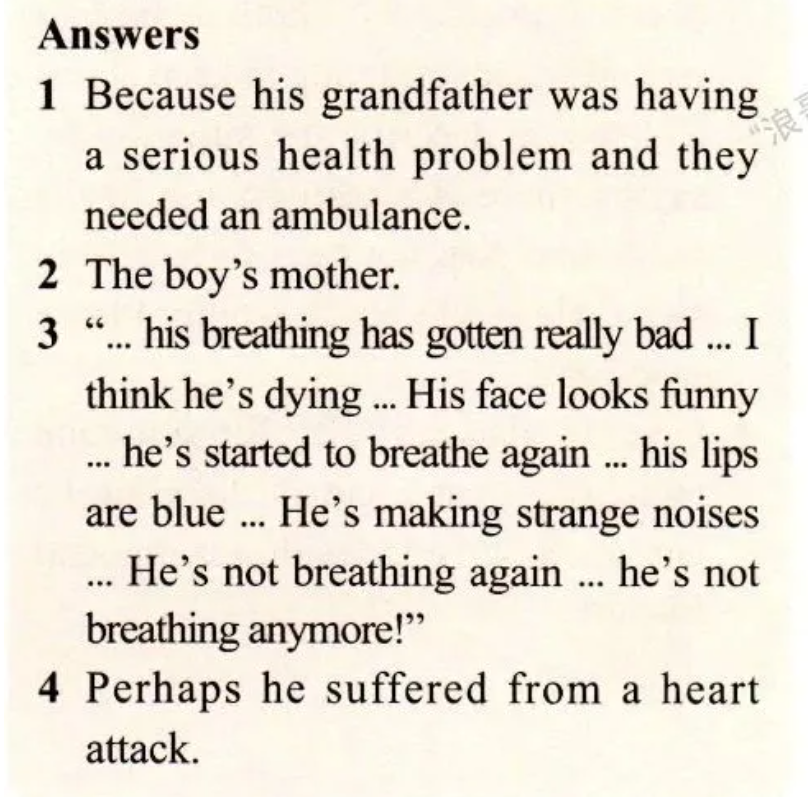 Answers
1 Because his grandfather was having
a serious health problem and they
needed an ambulance.
2 The boy's mother.
3 “... his breathing has gotten really bad ... I
think he's dying ... His face looks funny
... he's started to breathe again ... his lips
are blue ... He's making strange noises
... He's not breathing again ... he's not
breathing anymore!”
4 Perhaps he suffered from a heart
attack.
“浪哥